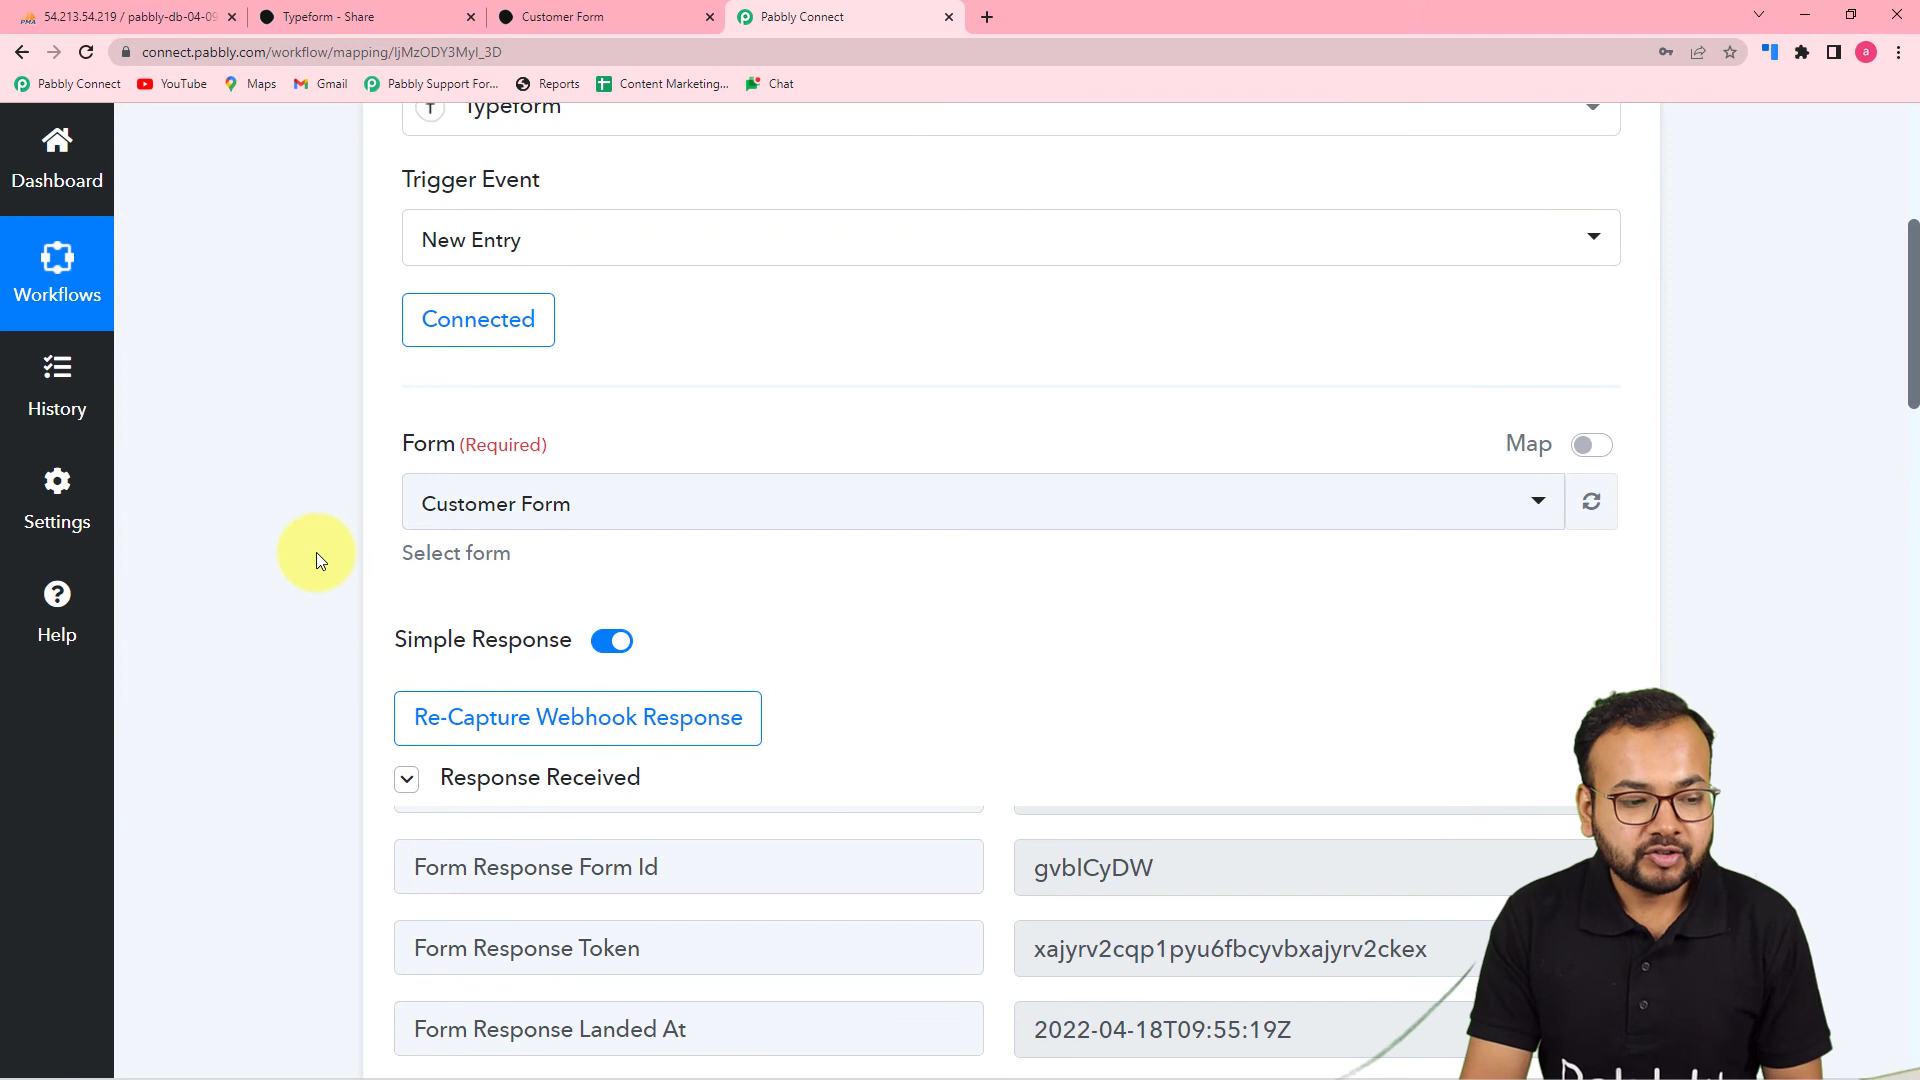 54.213.54.219 / pabbly-db-04-09
Typeform - Share
Customer Form
Pabbly Connect
connect.pabbly.com/workflow/mapping/IjMzODY3MyI_3D
a
Pabbly Connect
YouTube
Maps
Gmail
Pabbly Support For...
Reports
Content Marketing...
Chat
Dashboard
Workflows
History
Settings
Help
Typeform
Trigger Event
New Entry
Connected
Form (Required)
Map
Customer Form
Select form
Simple Response
Re-Capture Webhook Response
Response Received
Form Response Form Id
gvblCyDW
Form Response Token
xajyrv2cqp1pyu6fbcyvbxajyrv2ckex
Form Response Landed At
2022-04-18T09:55:19Z